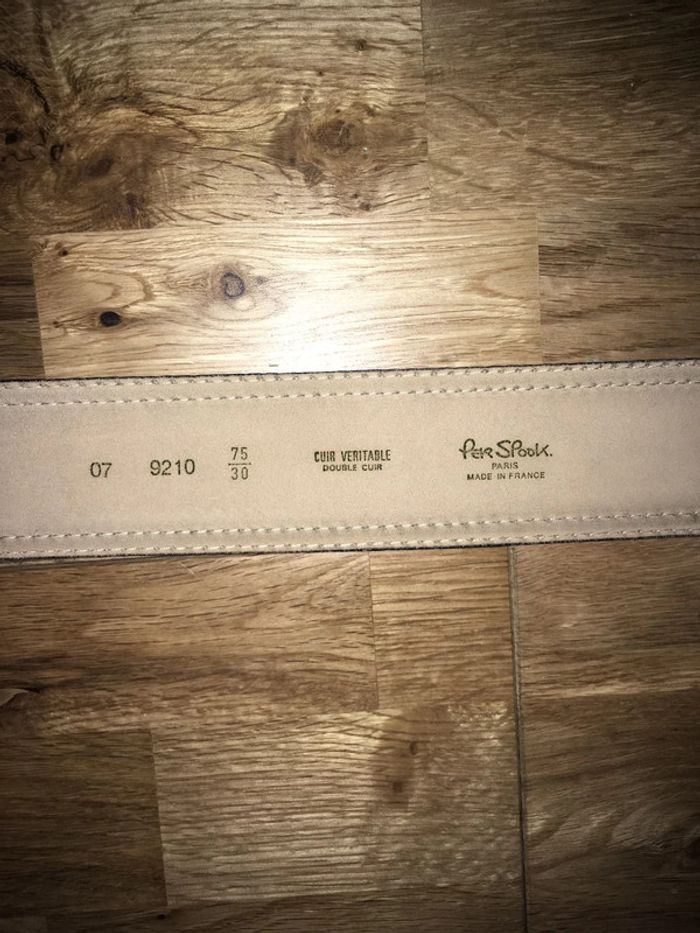 07
9210
75
30
CUIR VERITABLE
DOUBLE CUIR
Per Spook.
PARIS
MADE IN FRANCE